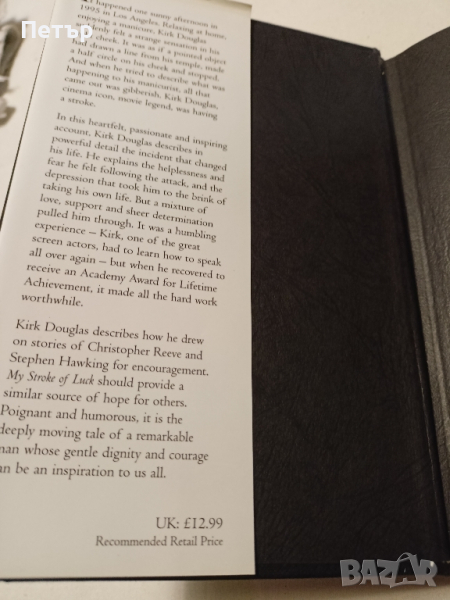 Петър
happened one sunny afternoon in
1995 in Los Angeles. Relaxing at home,
enjoying a manicure, Kirk Douglas
suddenly felt a strange sensation in his
cheek. It was as if a pointed object
had drawn a line from his temple, made
a half circle on his cheek and stopped.
And when he tried to describe what was
happening to his manicurist, all that
came out was gibberish. Kirk Douglas,
cinema icon, movie legend, was having
a stroke.
In this heartfelt, passionate and inspiring
account, Kirk Douglas describes in
powerful detail the incident that changed
his life. He explains the helplessness and
fear he felt following the attack, and the
depression that took him to the brink of
taking his own life. But a mixture of
love, support and sheer determination
pulled him through. It was a humbling
experience – Kirk, one of the great
screen actors, had to learn how to speak
all over again – but when he recovered to
receive an Academy Award for Lifetime
Achievement, it made all the hard work
worthwhile.
Kirk Douglas describes how he drew
on stories of Christopher Reeve and
Stephen Hawking for encouragement.
My Stroke of Luck should provide a
similar source of hope for others.
Poignant and humorous, it is the
deeply moving tale of a remarkable
man whose gentle dignity and courage
can be an inspiration to us all.
UK: £12.99
Recommended Retail Price
BAZAR